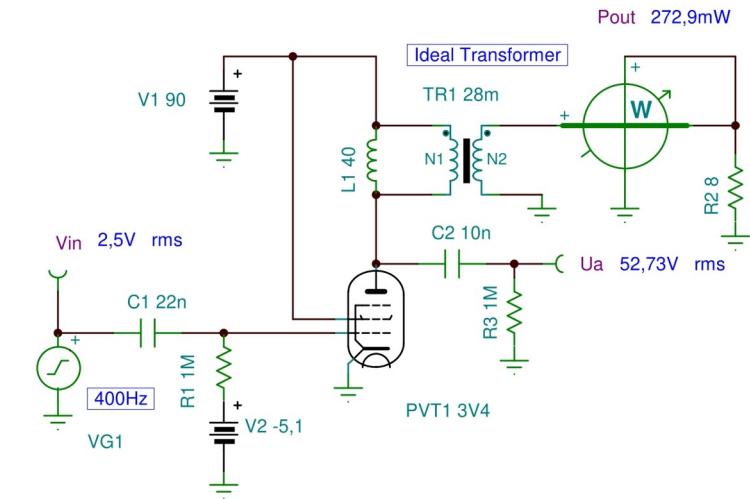 Pout 272,9mW
Ideal Transformer
+
+
V1 90
TR1 28m
+
W
L1 40
N1
N2
R2 8
C2 10n
Vin 2,5V rms
Ua 52,73V rms
C1 22n
R3 1M
+
R1 1M
400Hz
+
V2 -5,1
PVT1 3V4
VG1